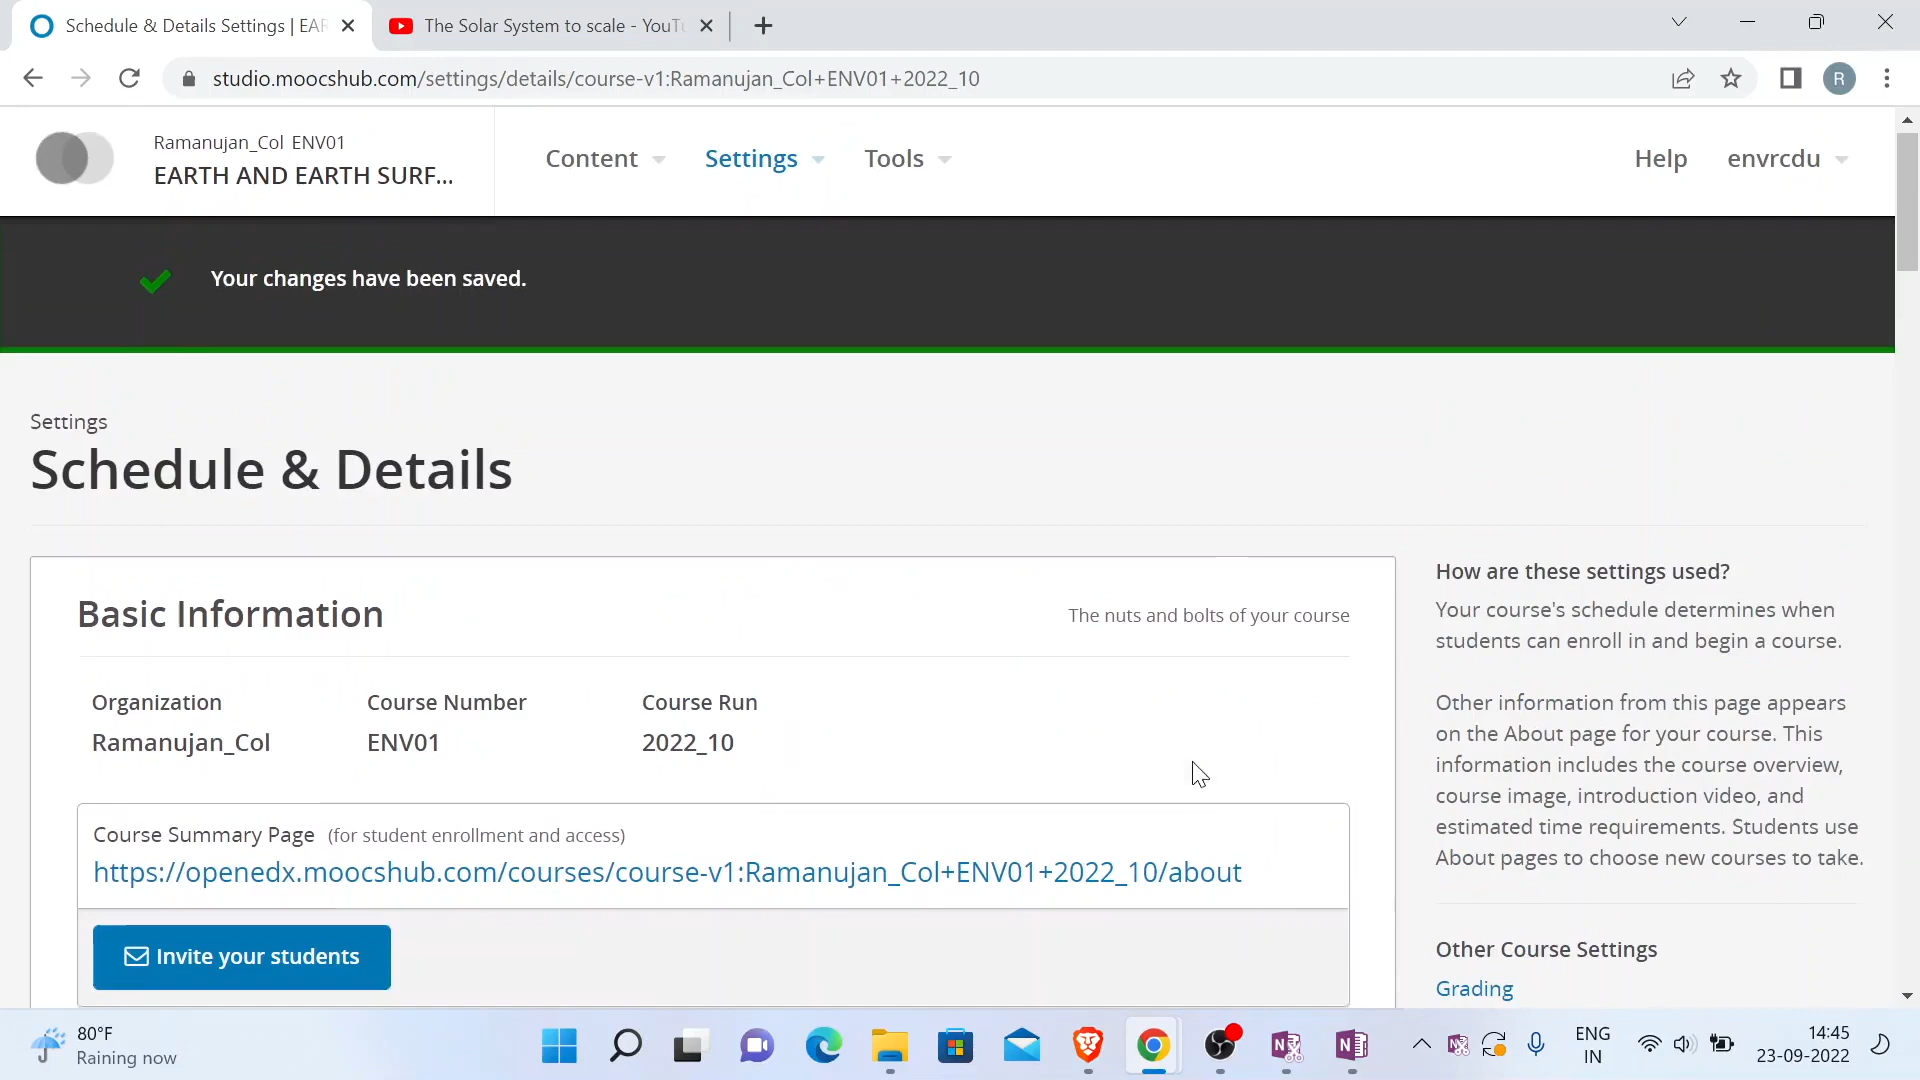 Schedule & Details Settings | EAR
The Solar System to scale - YouTu
studio.moocshub.com/settings/details/course-v1:Ramanujan_Col+ENV01+2022_10
R
Ramanujan_Col ENV01
EARTH AND EARTH SURF...
Content
Settings
Tools
Help
envrcdu
Your changes have been saved.
Settings
Schedule & Details
Basic Information
The nuts and bolts of your course
Organization
Course Number
Course Run
Ramanujan_Col
ENV01
2022_10
Course Summary Page (for student enrollment and access)
https://openedx.moocshub.com/courses/course-v1:Ramanujan_Col+ENV01+2022_10/about
Invite your students
How are these settings used?
Your course's schedule determines when
students can enroll in and begin a course.
Other information from this page appears
on the About page for your course. This
information includes the course overview,
course image, introduction video, and
estimated time requirements. Students use
About pages to choose new courses to take.
Other Course Settings
Grading
80°F
Raining now
N
N
ENG
IN
14:45
23-09-2022